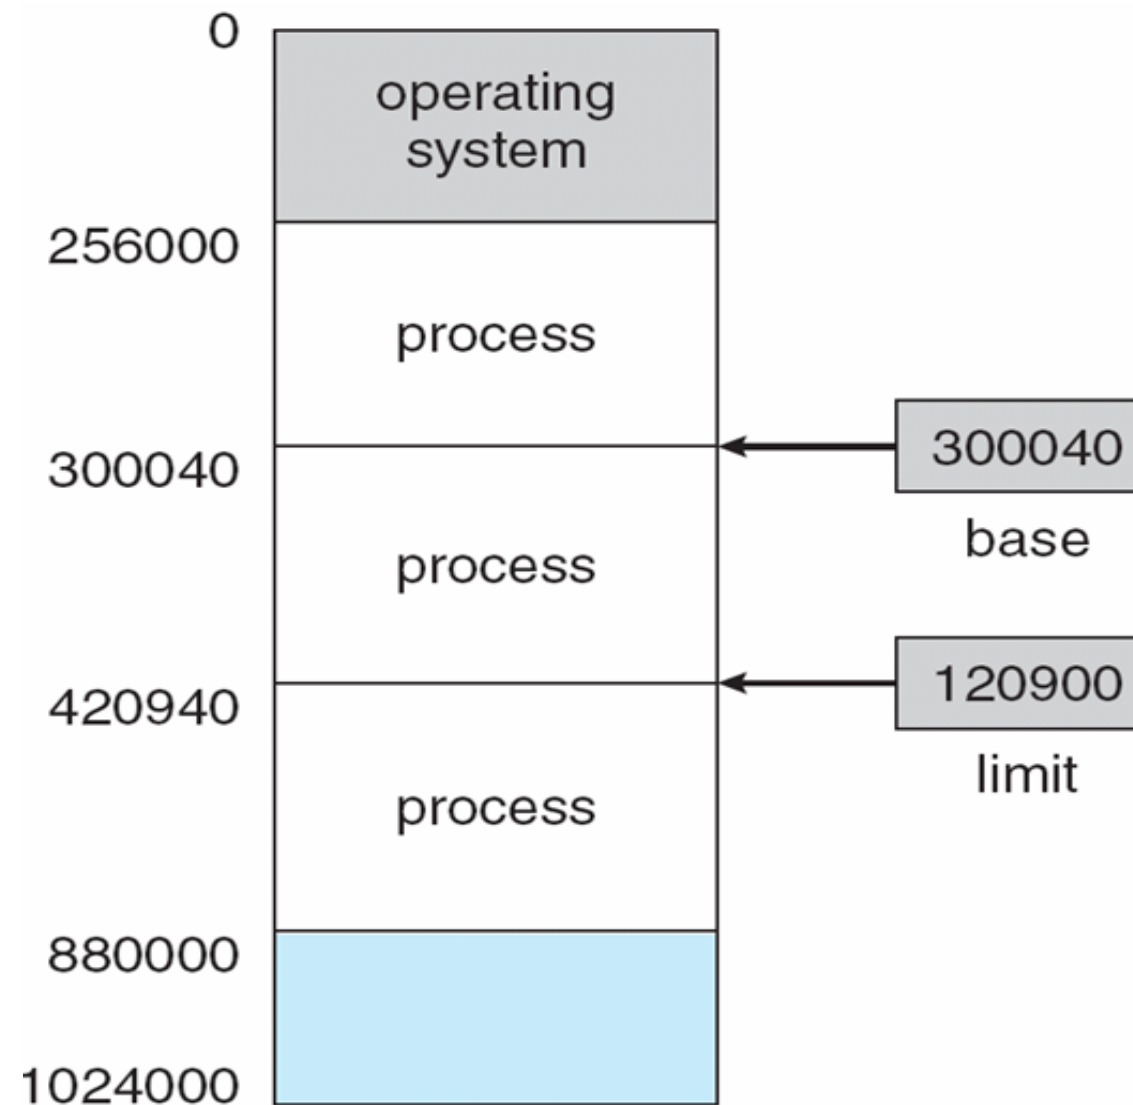 0
operating
system
256000
process
300040
300040
base
process
120900
420940
limit
process
880000
1024000